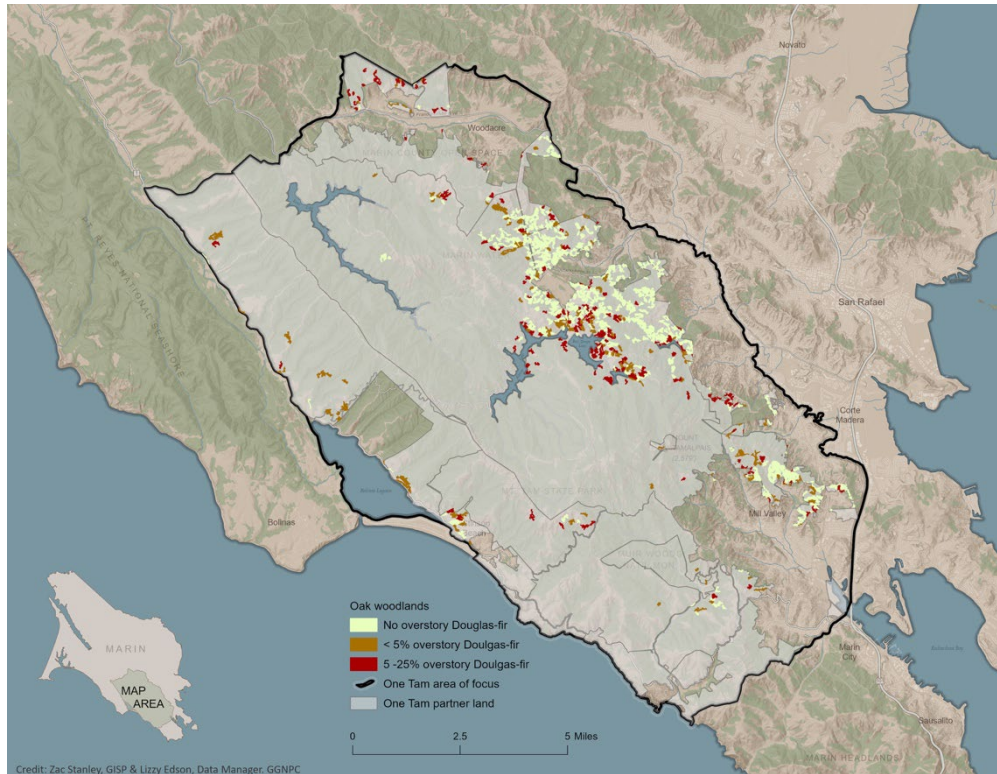 Novato
Woodacre
San Rafael
Corte
Madera
MOUNT
Mill Valley
Bolinas
Marin
City
Sausalito
MARIN HEADLANDS
Oak woodlands
No overstory Douglas-fir
< 5% overstory Doulgas-fir
5 -25% overstory Doulgas-fir
One Tam area of focus
One Tam partner land
0 2.5 5 Miles
MARIN
MAP
AREA
Credit: Zac Stanley, GISP & Lizzy Edson, Data Manager. GGNPC